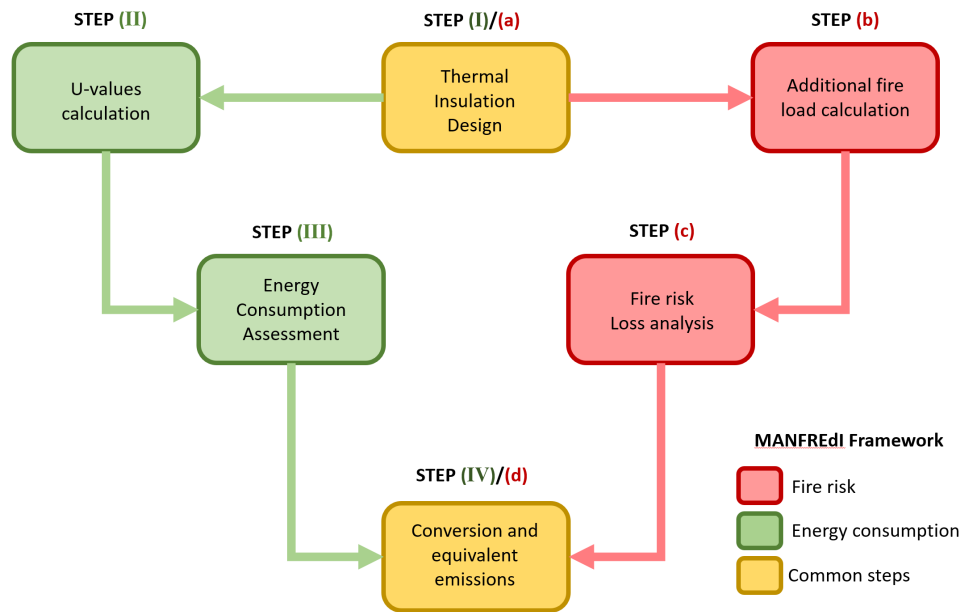 STEP (II)
STEP (I)/(a)
STEP (b)
U-values
calculation
Thermal
Insulation
Design
Additional fire
load calculation
STEP (III)
STEP (c)
Energy
Consumption
Assessment
Fire risk
Loss analysis
STEP (IV)/(d)
Conversion and
equivalent
emissions
MANFREdI Framework
Fire risk
Energy consumption
Common steps